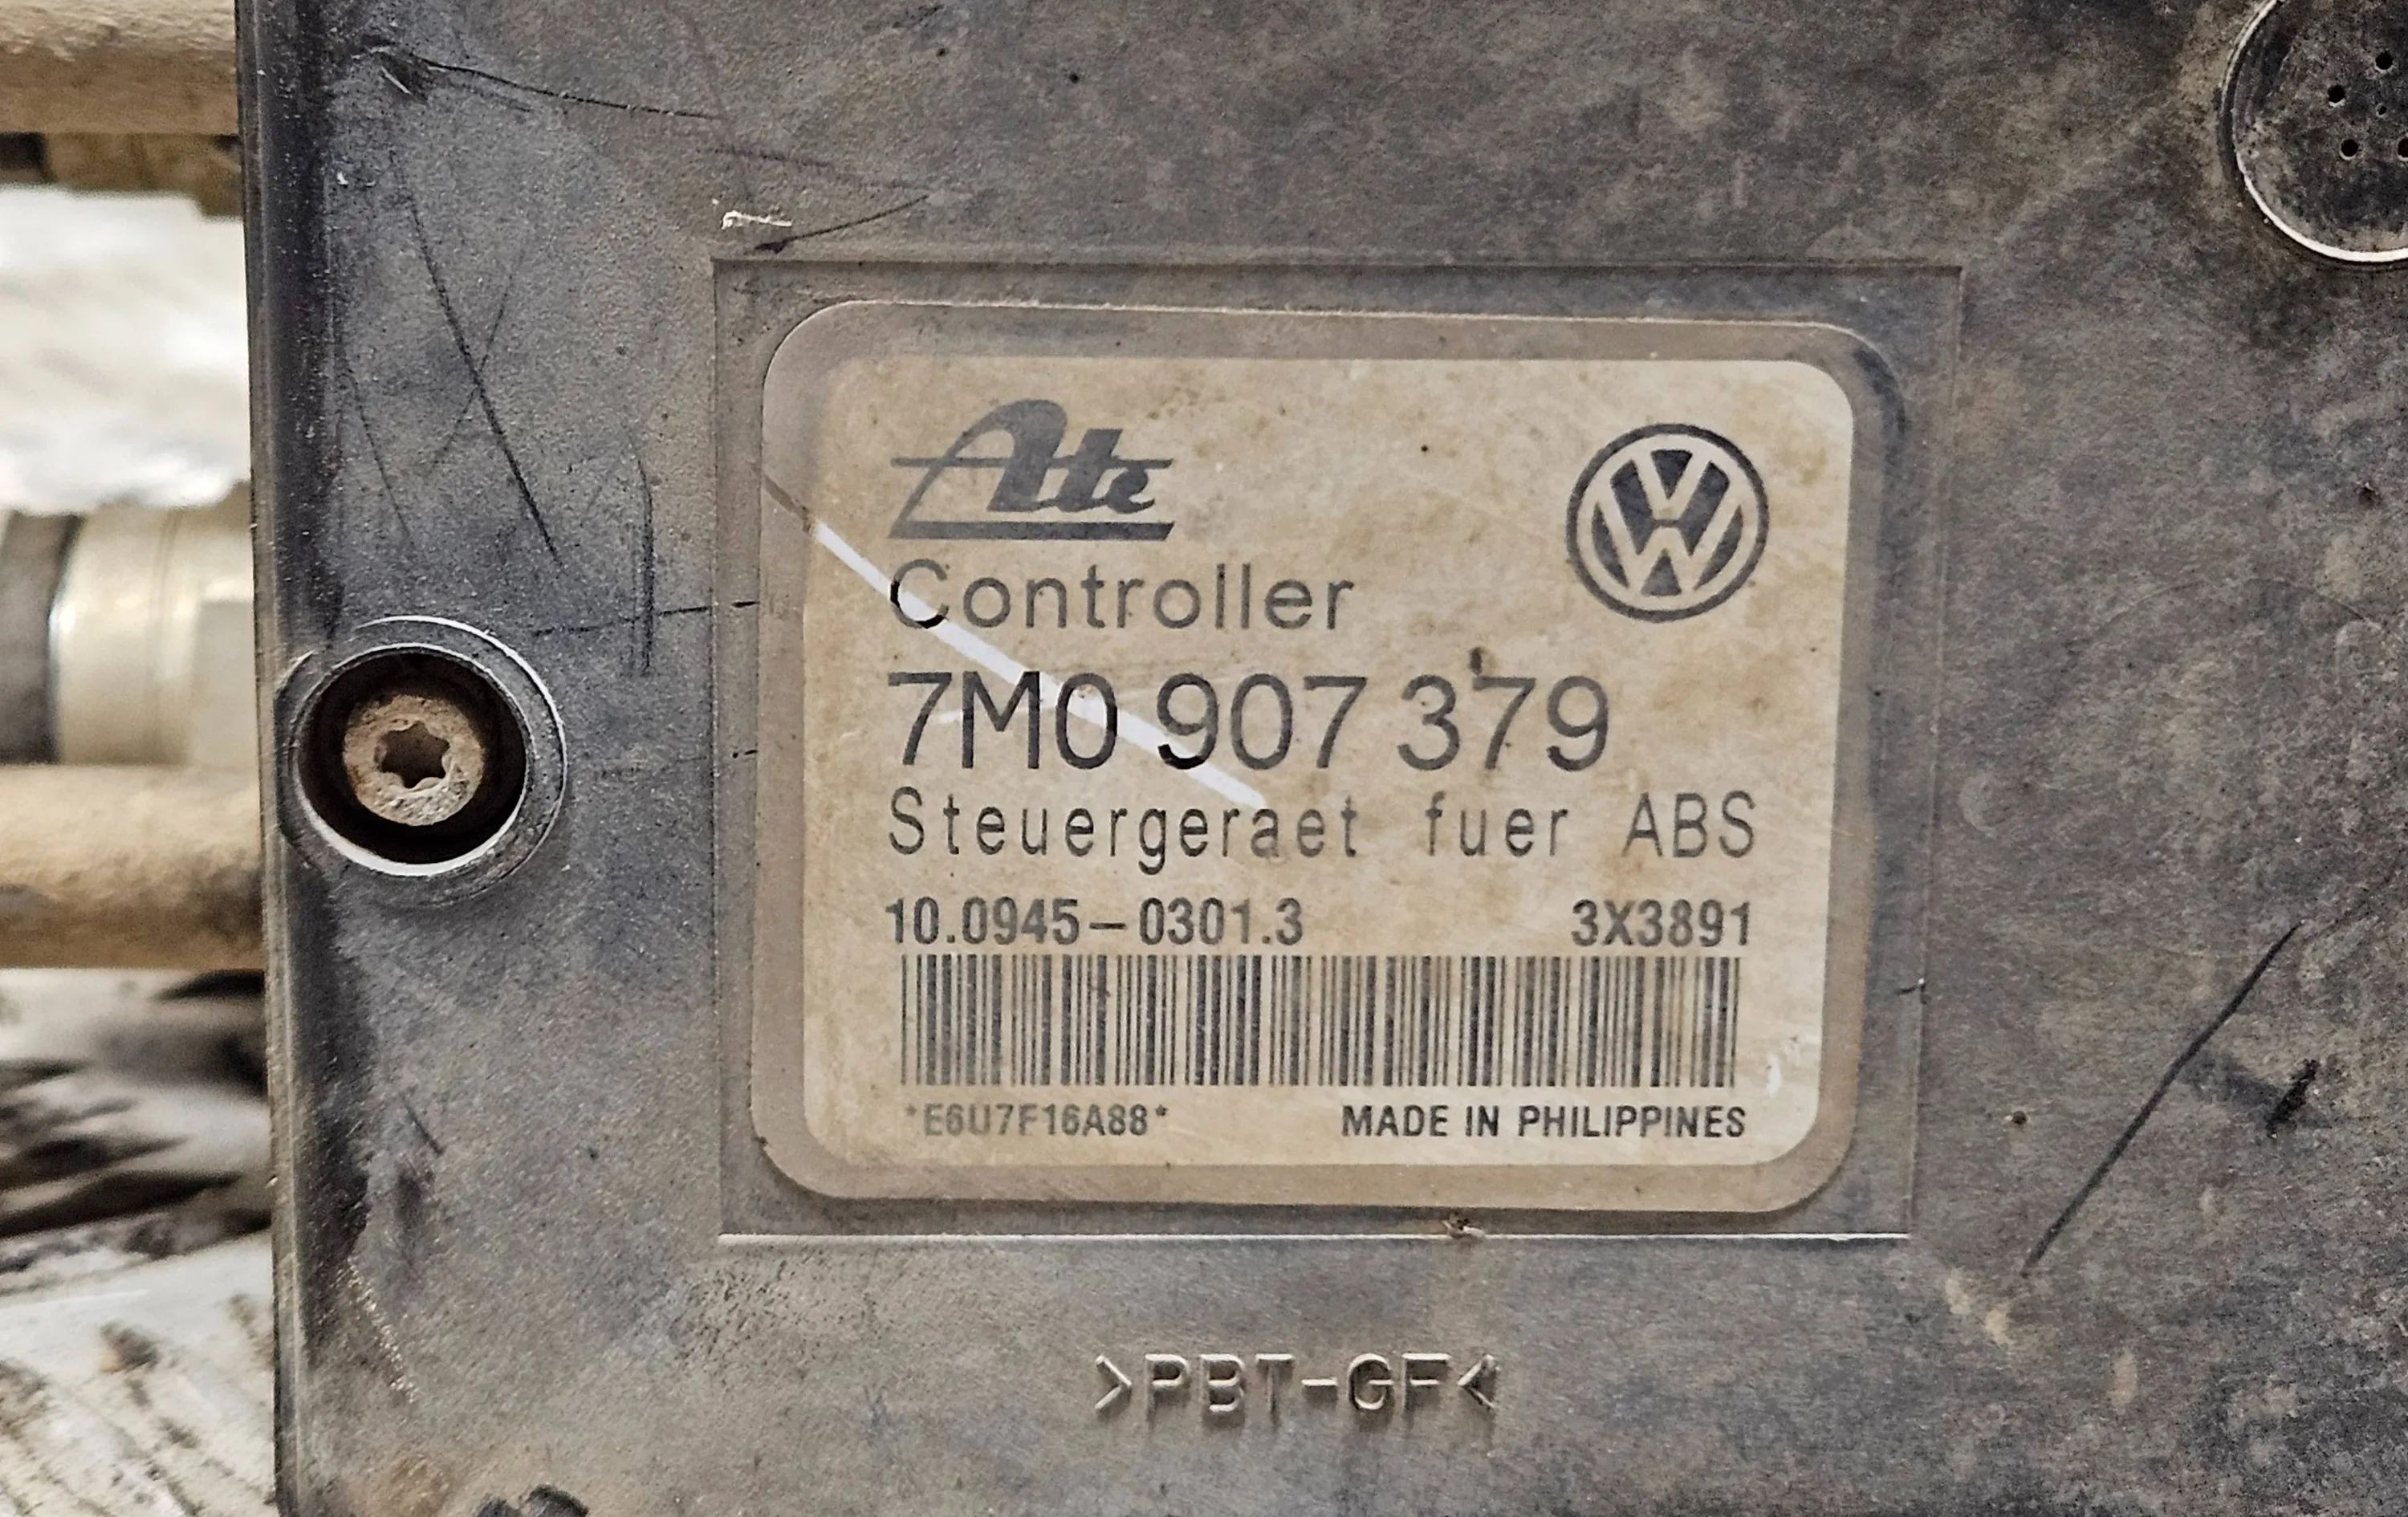 Ate
Controller
7M0 907 379
Steuergeraet fuer ABS
10.0945-0301.3 3X3891
*E6U7F16A88* MADE IN PHILIPPINES
>PBT-GF<